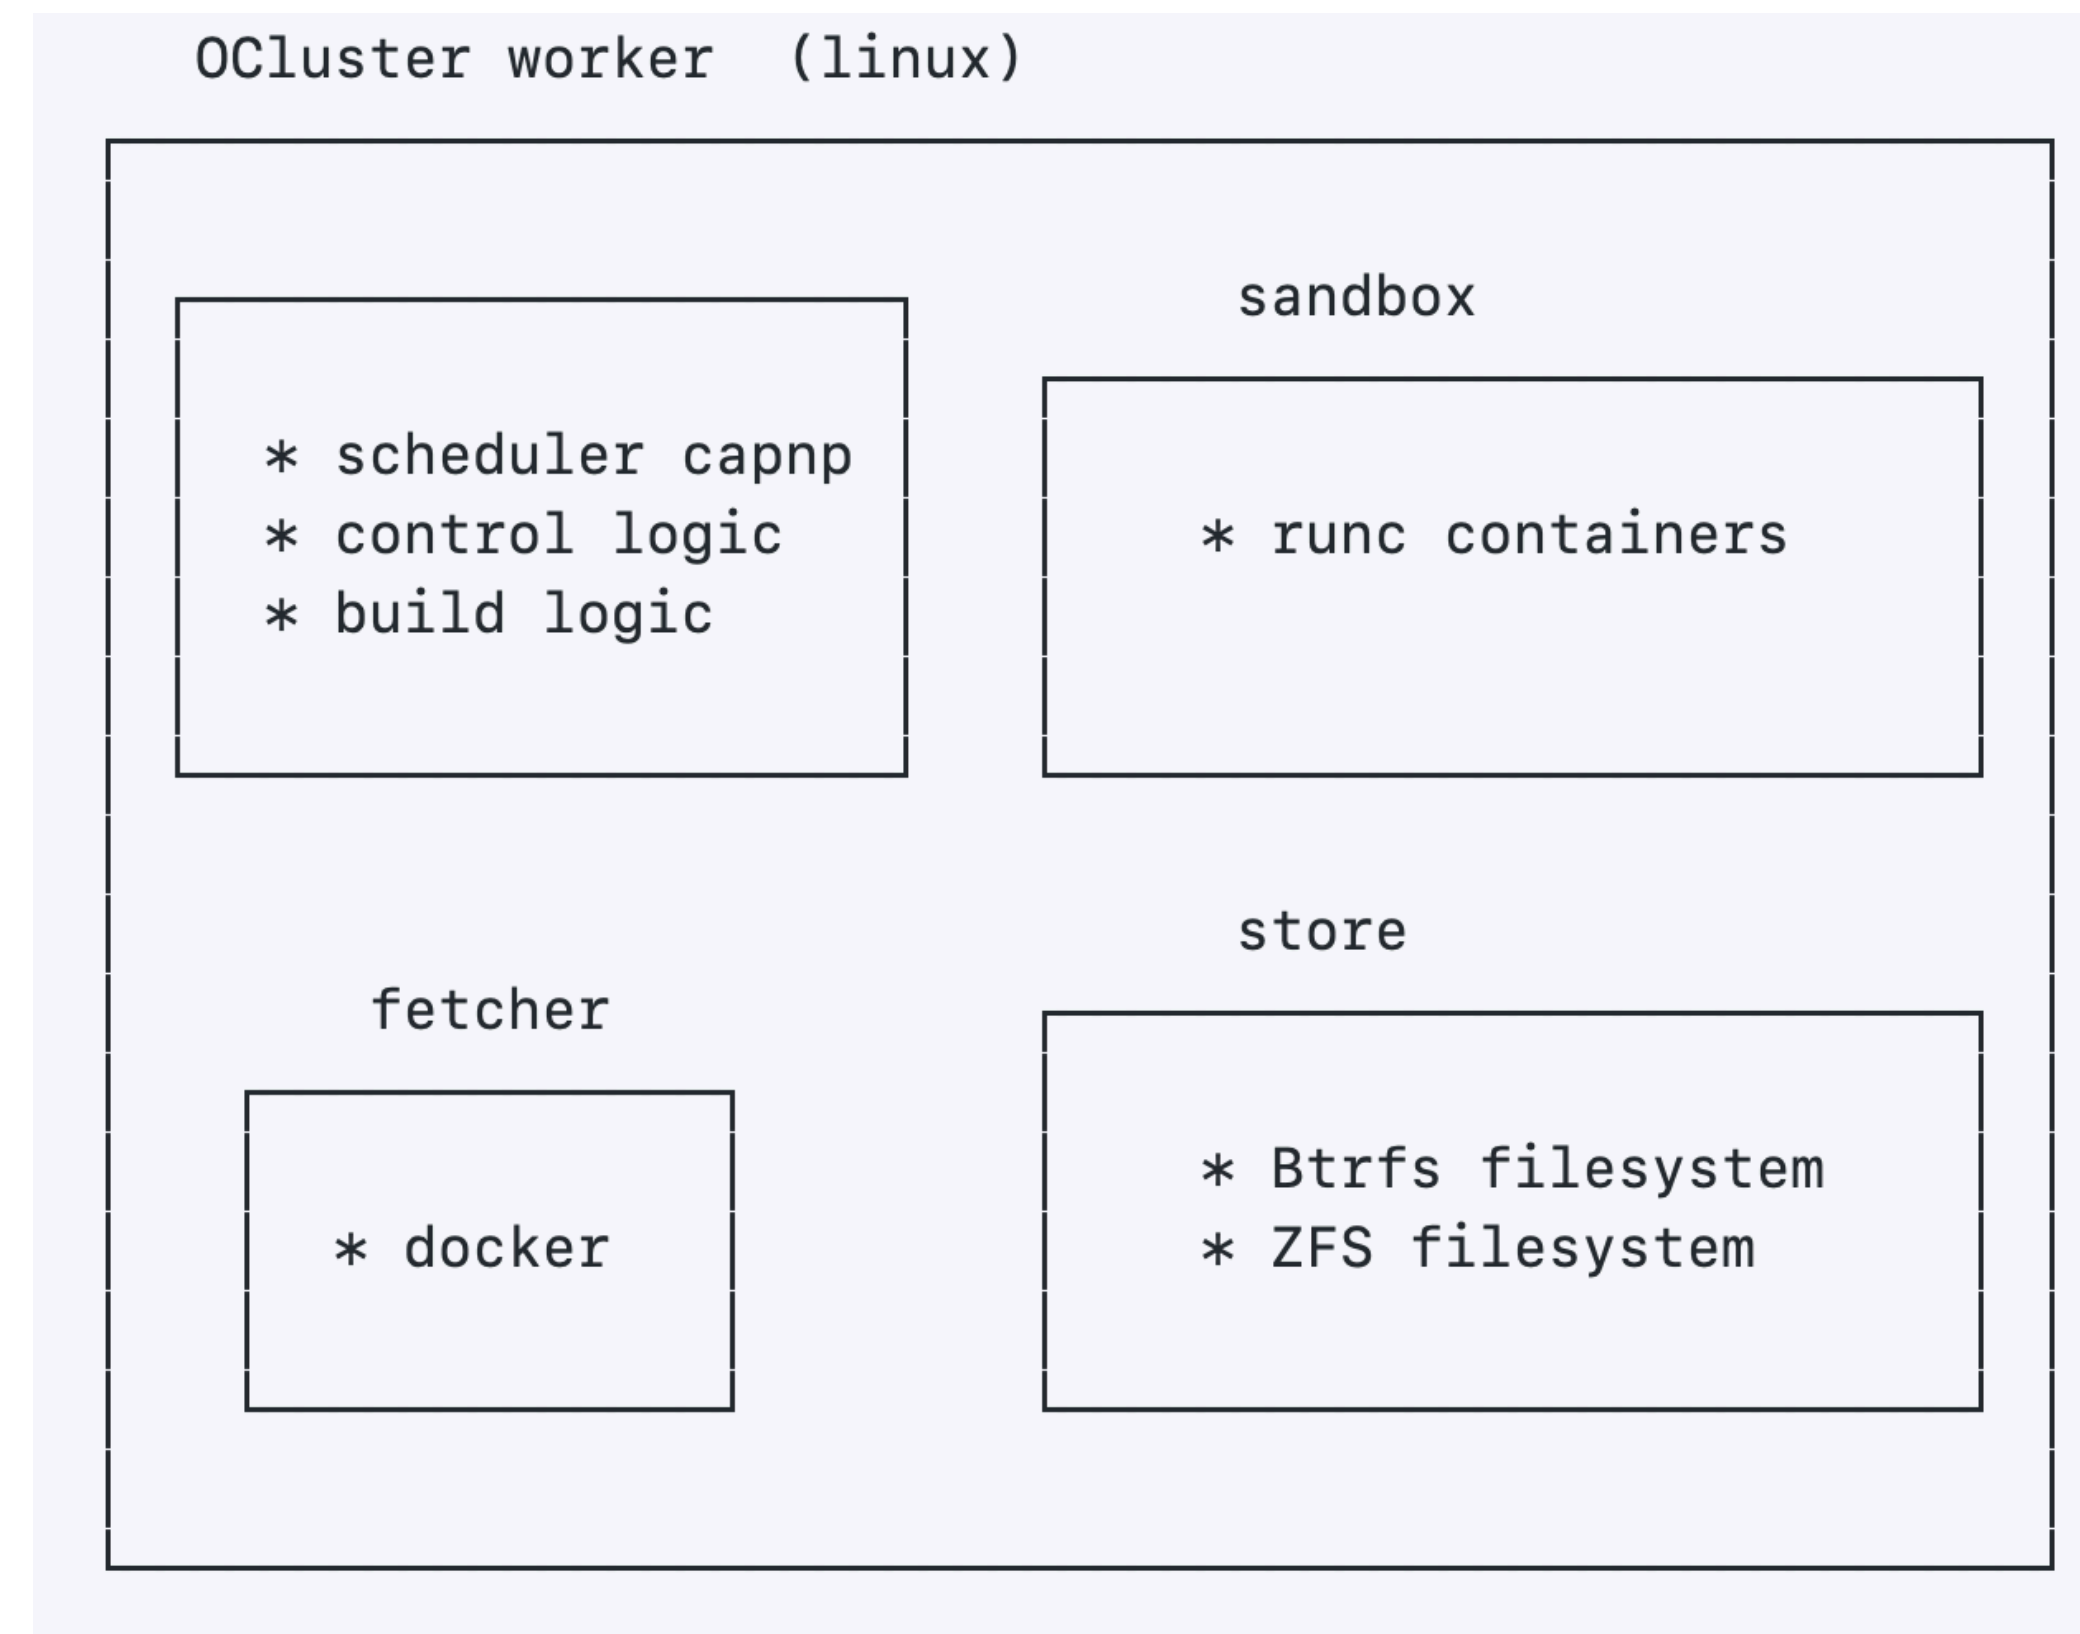 OCluster worker  (linux)
* scheduler capnp
* control logic
* build logic
sandbox
* runc containers
fetcher
* docker
store
* Btrfs filesystem
* ZFS filesystem